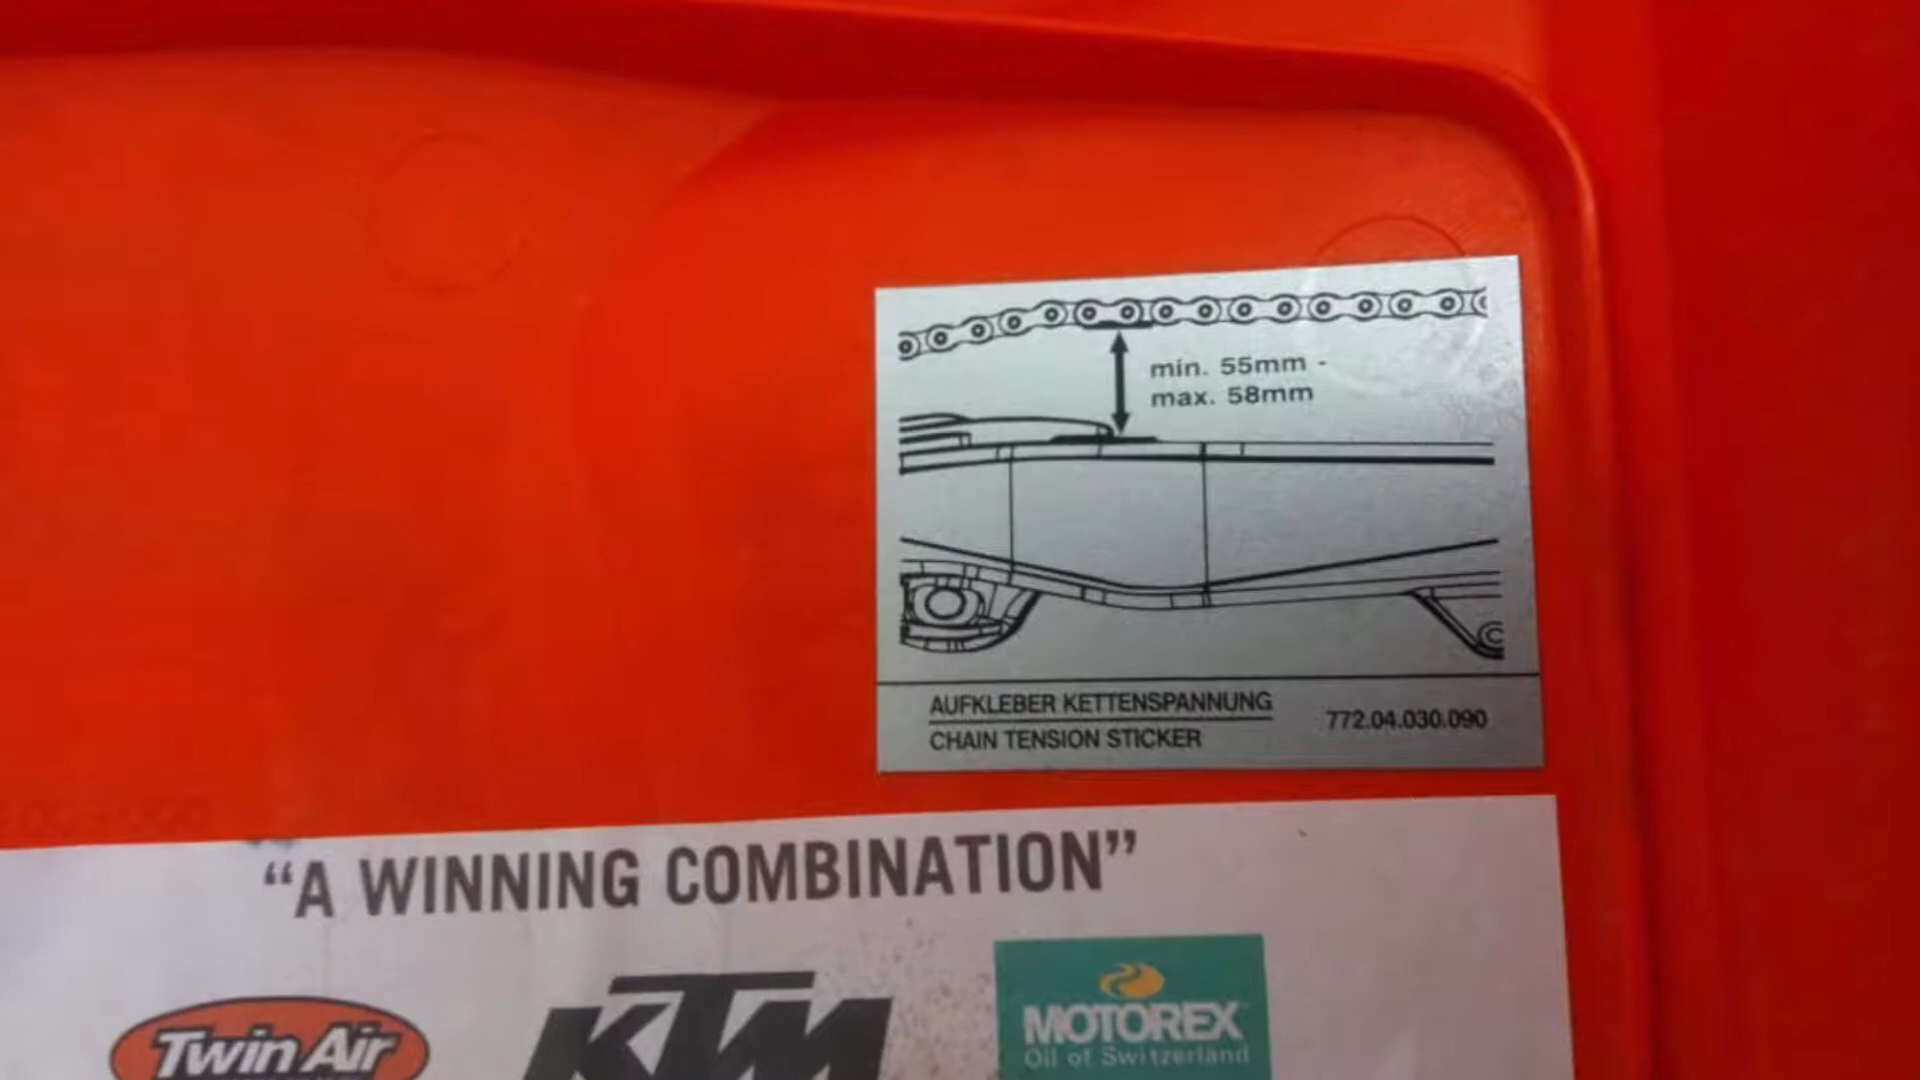 min. 55mm -
max. 58mm
AUFKLEBER KETTENSPANNUNG
CHAIN TENSION STICKER
772.04.030.090
“A WINNING COMBINATION”
Twin Air
KTM
MOTOREX
Oil of Switzerland